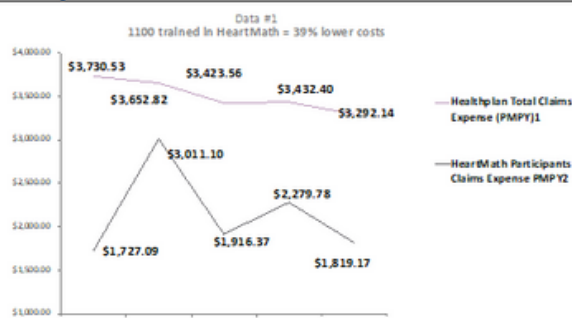 Data #1
1100 trained in HeartMath = 39% lower costs
$4,000.00
$3,500.00
$3,000.00
$2,500.00
$2,000.00
$1,500.00
$1,000.00
$3,730.53
$3,652.82
$3,423.56
$3,432.40
$3,292.14
$1,727.09
$3,011.10
$1,916.37
$2,279.78
$1,819.17
Healthplan Total Claims
Expense (PMPY)1
HeartMath Participants
Claims Expense PMPY2